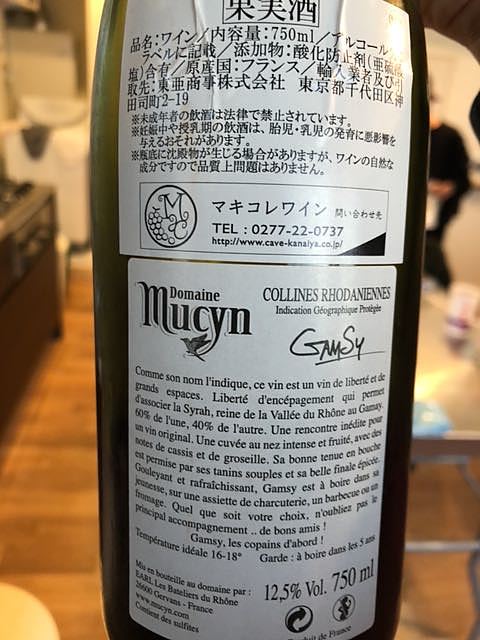 果実酒
品名:ワイン/内容量:750ml/アルコール分
ラベルに記載/添加物:酸化防止剤(亜硫酸
塩)含有/原産国:フランス/輸入業者及び引
取先:東亜商事株式会社 東京都千代田区神
田司町2-19
※未成年者の飲酒は法律で禁止されています。
※妊娠中や授乳期の飲酒は、胎児・乳児の発育に悪影響を
与えるおそれがあります。
※瓶底に沈殿物が生じる場合がありますが、ワインの自然な
成分ですので品質上問題はありません。
マキコレワイン 問い合わせ先
TEL:0277-22-0737
http://www.cave-kanaiya.co.jp/
Domaine
Mucyn
COLLINES RHODANIENNES
Indication Géographique Protégée
GAMSY
Comme son nom l'indique, ce vin est un vin de liberté et de
grands espaces. Liberté d'encépagement qui permet
d'associer la Syrah, reine de la Vallée du Rhône au Gamay.
60% de l'une, 40% de l'autre. Une rencontre inédite pour
un vin original. Une cuvée au nez intense et fruité, avec des
notes de cassis et de groseille. Sa bonne tenue en bouche
est permise par ses tanins souples et sa belle finale épicée.
Gouleyant et rafraîchissant, Gamsy est à boire dans sa
jeunesse, sur une assiette de charcuterie, un barbecue ou un
fromage. Quel que soit votre choix, n'oubliez pas le
principal accompagnement .. de bons amis !
Gamsy, les copains d'abord !
Température idéale 16-18° Garde : à boire dans les 5 ans
Mis en bouteille au domaine par :
EARL Les Bateliers du Rhône
26600 Gervans - France
www.mucyn.com
Contient des sulfites
12,5% Vol. 750 ml
Produit de France